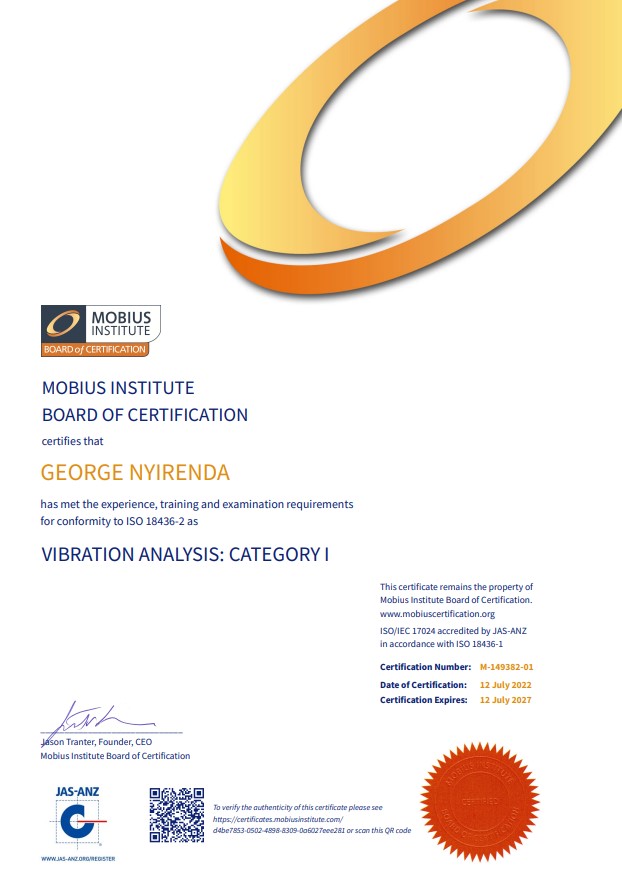 MOBIUS
INSTITUTE
BOARD of CERTIFICATION
MOBIUS INSTITUTE
BOARD OF CERTIFICATION
certifies that
GEORGE NYIRENDA
has met the experience, training and examination requirements
for conformity to ISO 18436-2 as
VIBRATION ANALYSIS: CATEGORY I
This certificate remains the property of
Mobius Institute Board of Certification.
www.mobiuscertification.org
ISO/IEC 17024 accredited by JAS-ANZ
in accordance with ISO 18436-1
Certification Number: M-149382-01
Date of Certification: 12 July 2022
Certification Expires: 12 July 2027
Jason Tranter, Founder, CEO
Mobius Institute Board of Certification
JAS-ANZ
WWW.JAS-ANZ.ORG/REGISTER
To verify the authenticity of this certificate please see
https://certificates.mobiusinstitute.com/
d4be7853-0502-4898-8309-0a6027eee281 or scan this QR code
MOBIUS INSTITUTE